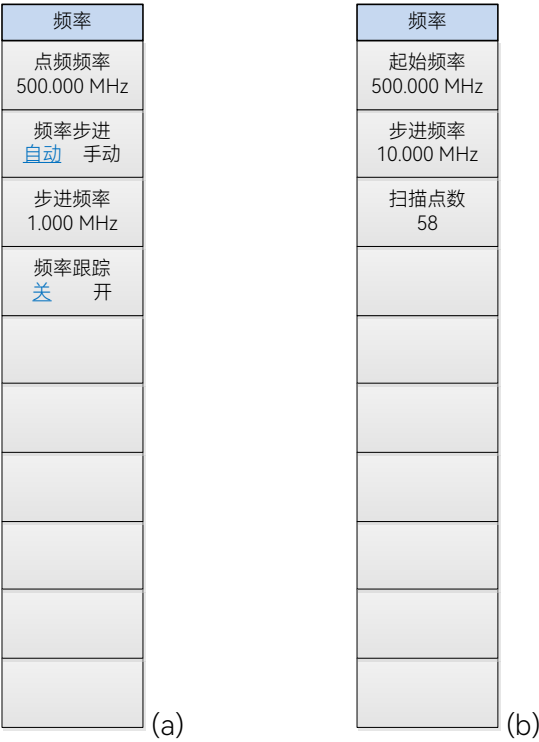 频率
点频频率
500.000 MHz
频率步进
自动 手动
步进频率
1.000 MHz
频率跟踪
关 开
(a)
频率
起始频率
500.000 MHz
步进频率
10.000 MHz
扫描点数
58
(b)